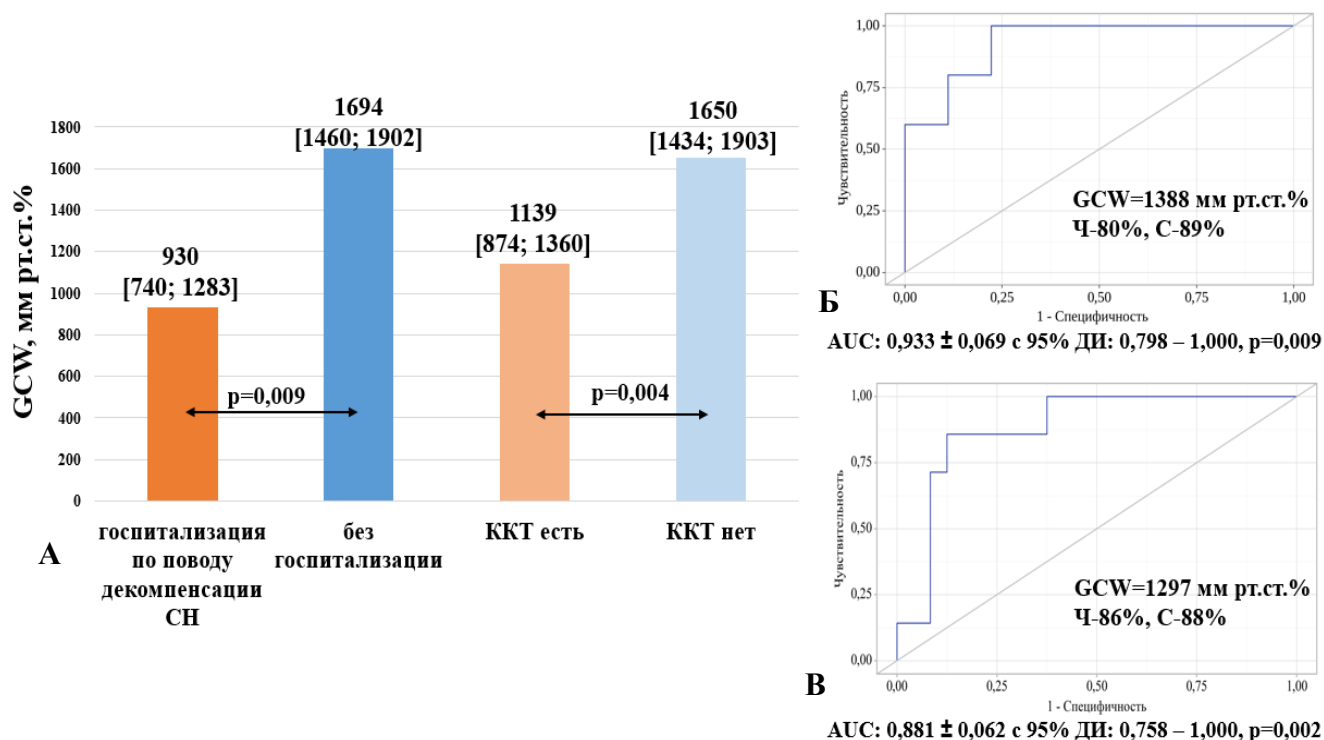 GCW, мм рт.ст.%
1800
1600
1400
1200
1000
800
600
400
200
0
930
[740; 1283]
1694
[1460; 1902]
1139
[874; 1360]
1650
[1434; 1903]
p=0,009
p=0,004
госпитализация
по поводу
декомпенсации
СН
без
госпитализации
ККТ есть
ККТ нет
А
Чувствительность
1,00
0,75
0,50
0,25
0,00
GCW=1388 мм рт.ст.%
Ч-80%, С-89%
0,00 0,25 0,50 0,75 1,00
1 - Специфичность
Б
AUC: 0,933 ± 0,069 с 95% ДИ: 0,798 – 1,000, p=0,009
Чувствительность
1,00
0,75
0,50
0,25
0,00
GCW=1297 мм рт.ст.%
Ч-86%, С-88%
0,00 0,25 0,50 0,75 1,00
1 - Специфичность
В
AUC: 0,881 ± 0,062 с 95% ДИ: 0,758 – 1,000, p=0,002